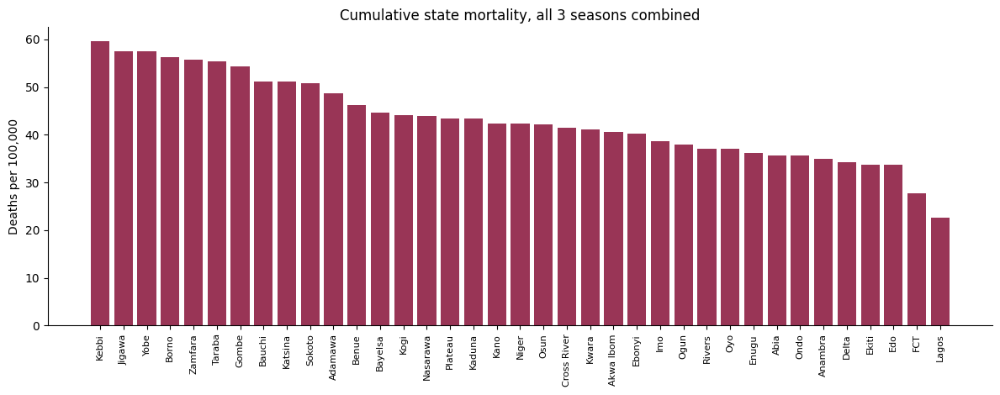 Cumulative state mortality, all 3 seasons combined
Deaths per 100,000
60
50
40
30
20
10
0
Kebbi
Jigawa
Yobe
Borno
Zamfara
Taraba
Gombe
Bauchi
Katsina
Sokoto
Adamawa
Benue
Bayelsa
Kogi
Nasarawa
Plateau
Kaduna
Kano
Niger
Osun
Cross River
Kwara
Akwa Ibom
Ebonyi
Imo
Ogun
Rivers
Oyo
Enugu
Abia
Ondo
Anambra
Delta
Ekiti
Edo
FCT
Lagos